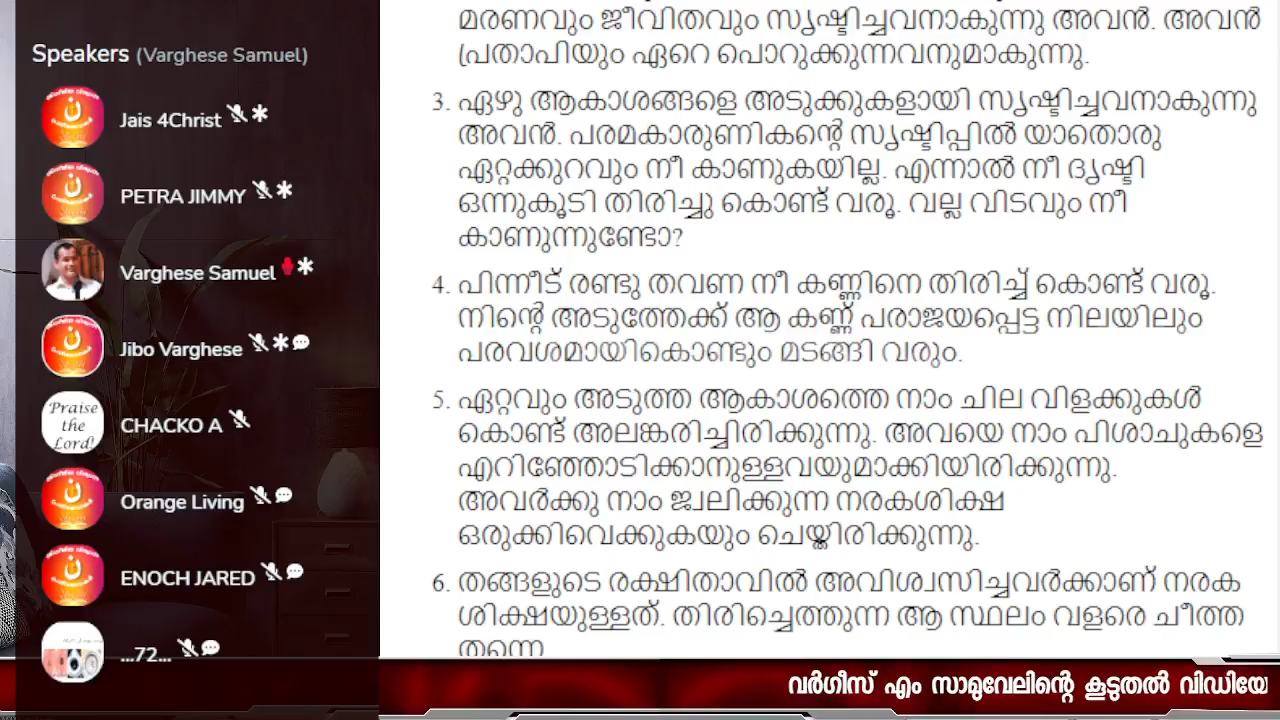 Speakers (Varghese Samuel)
Jais 4Christ
PETRA JIMMY
Varghese Samuel
Jibo Varghese
Praise
the
Lord!
CHACKO A
Orange Living
ENOCH JARED
...72...
മരണവും ജീവിതവും സൃഷ്ടിച്ചവനാകുന്നു അവൻ. അവൻ
പ്രതാപിയും ഏറെ പൊറുക്കുന്നവനുമാകുന്നു.
3. ഏഴു ആകാശങ്ങളെ അടുക്കുകളായി സൃഷ്ടിച്ചവനാകുന്നു
അവൻ. പരമകാരുണികന്റെ സൃഷ്ടിപ്പിൽ യാതൊരു
ഏറ്റക്കുറവും നീ കാണുകയില്ല. എന്നാൽ നീ ദൃഷ്ടി
ഒന്നുകൂടി തിരിച്ചു കൊണ്ട് വരൂ. വല്ല വിടവും നീ
കാണുന്നുണ്ടോ?
4. പിന്നീട് രണ്ടു തവണ നീ കണ്ണിനെ തിരിച്ച് കൊണ്ട് വരൂ.
നിന്റെ അടുത്തേക്ക് ആ കണ്ണ് പരാജയപ്പെട്ട നിലയിലും
പരവശമായികൊണ്ടും മടങ്ങി വരും.
5. ഏറ്റവും അടുത്ത ആകാശത്തെ നാം ചില വിളക്കുകൾ
കൊണ്ട് അലങ്കരിച്ചിരിക്കുന്നു. അവയെ നാം പിശാചുകളെ
എറിഞ്ഞോടിക്കാനുള്ളവയുമാക്കിയിരിക്കുന്നു.
അവർക്കു നാം ജ്വലിക്കുന്ന നരകശിക്ഷ
ഒരുക്കിവെക്കുകയും ചെയ്തിരിക്കുന്നു.
6. തങ്ങളുടെ രക്ഷിതാവിൽ അവിശ്വസിച്ചവർക്കാണ് നരക
ശിക്ഷയുള്ളത്. തിരിച്ചെത്തുന്ന ആ സ്ഥലം വളരെ ചീത്ത
തന്നെ
വർഗീസ് എം സാമുവേലിന്റെ കൂടുതൽ വിഡിയേ